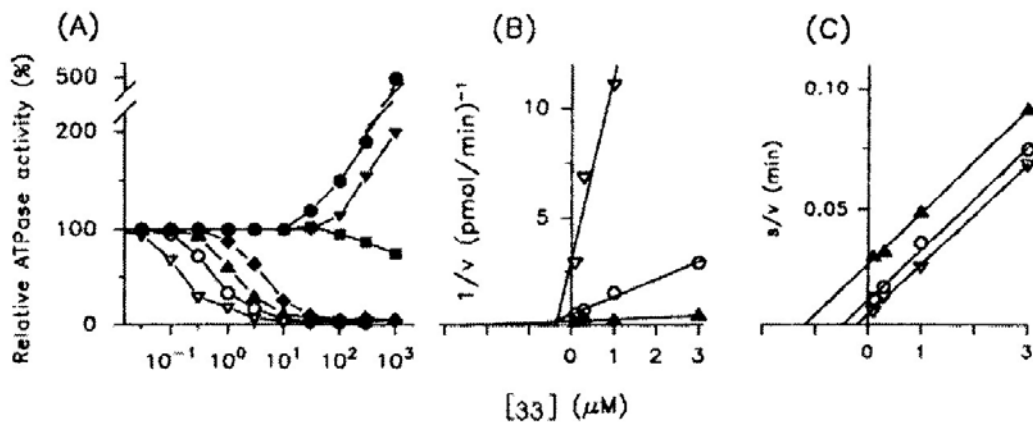 (A)
(B)
(C)
Relative ATPase activity (%)
500
200
100
0
10⁻¹
10⁰
10¹
10²
10³
1/v (pmol/min)⁻¹
10
5
0
1
2
3
s/v (min)
0.10
0.05
0
1
3
[33] (μM)